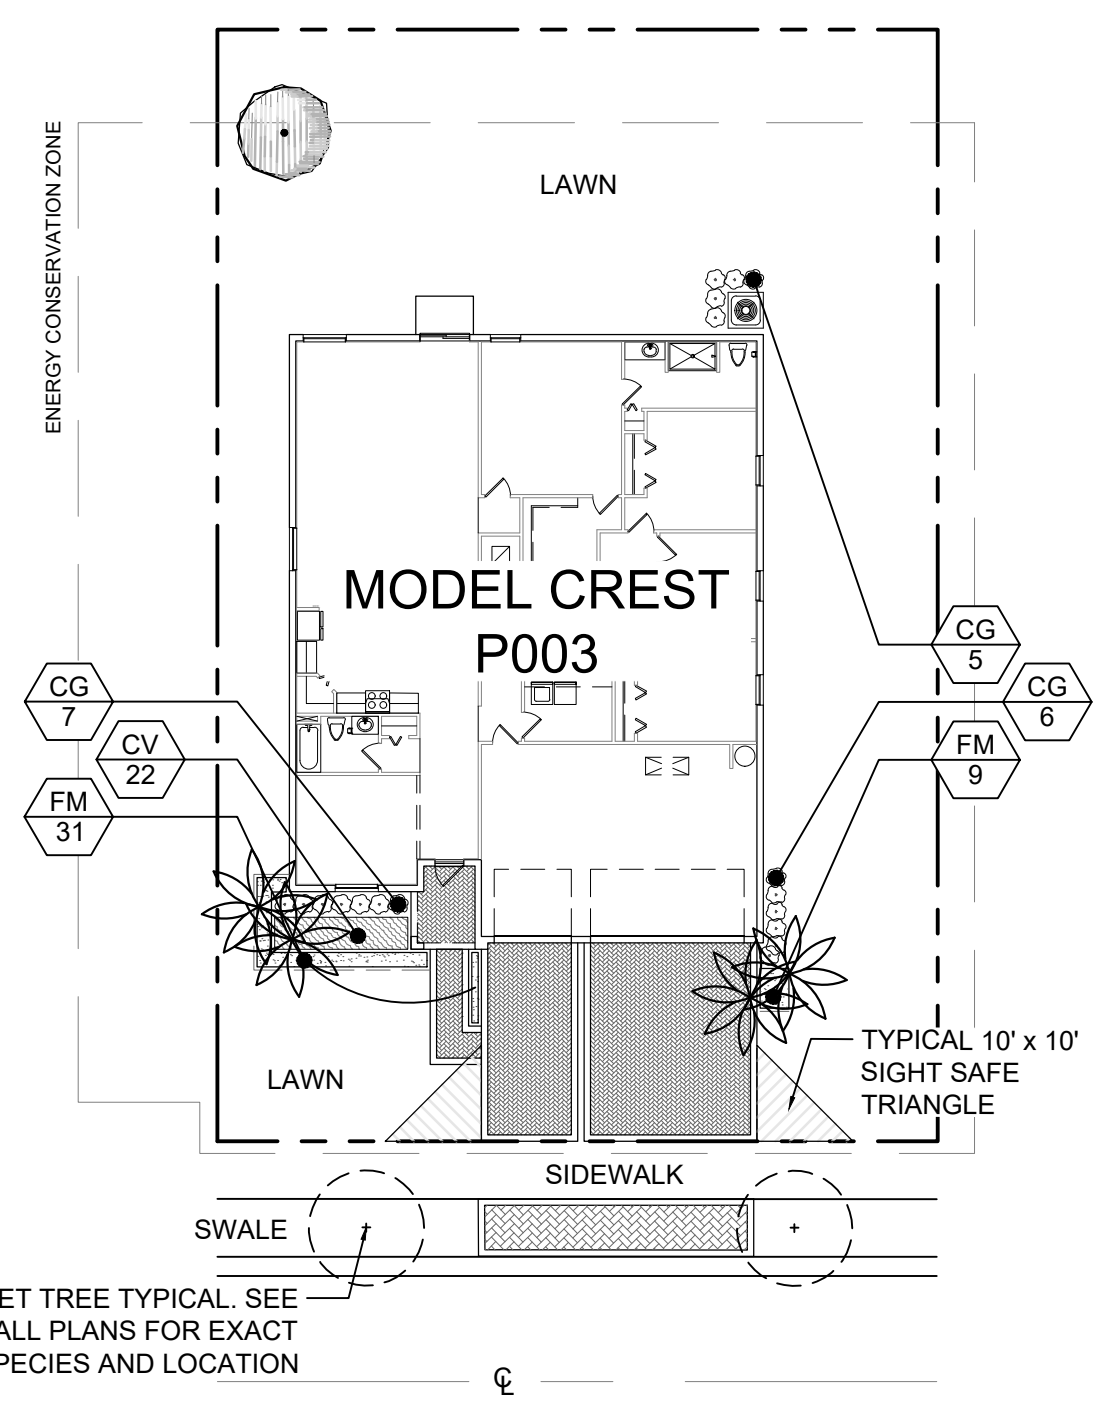 ENERGY CONSERVATION ZONE
LAWN
MODEL CREST
P003
CG
5
CG
7
CG
6
CV
22
FM
9
FM
31
TYPICAL 10' x 10'
SIGHT SAFE
TRIANGLE
LAWN
SIDEWALK
SWALE
ET TREE TYPICAL. SEE
ALL PLANS FOR EXACT
PECIES AND LOCATION
℄